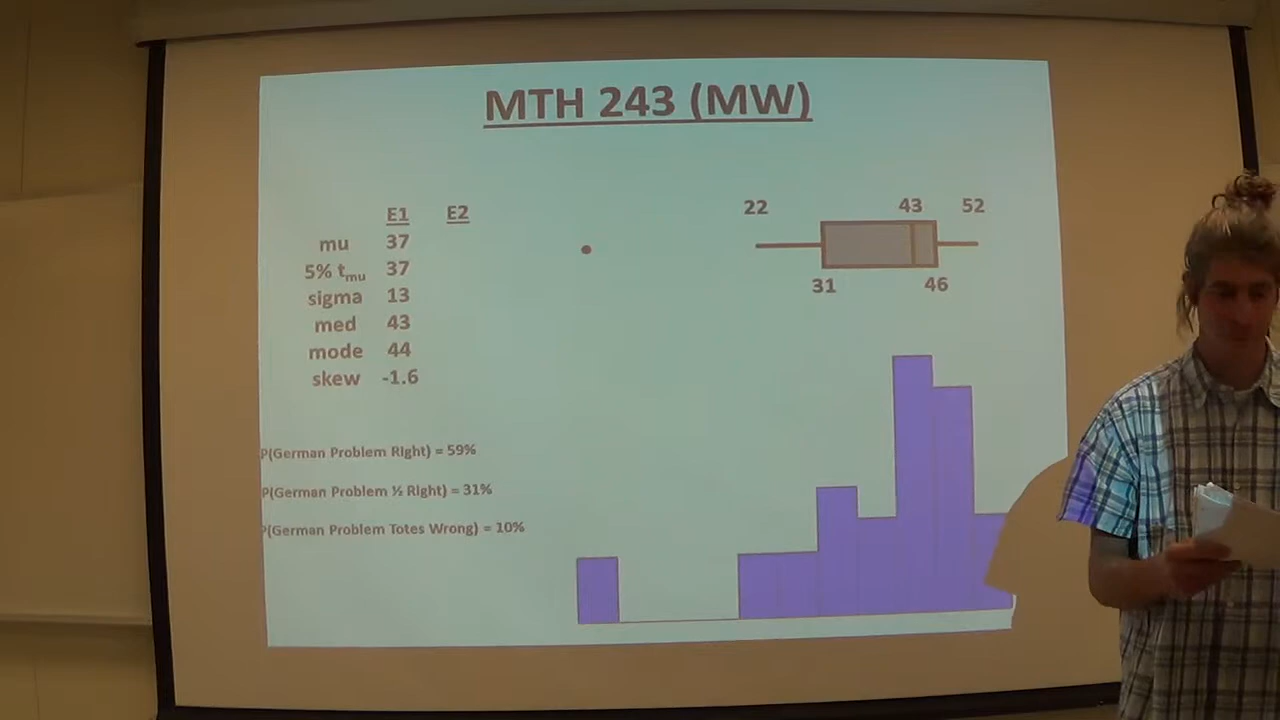 MTH 243 (MW)
E1 E2
mu 37
5% tmu 37
sigma 13
med 43
mode 44
skew -1.6
22 43 52
31 46
P(German Problem Right) = 59%
P(German Problem ½ Right) = 31%
P(German Problem Totes Wrong) = 10%